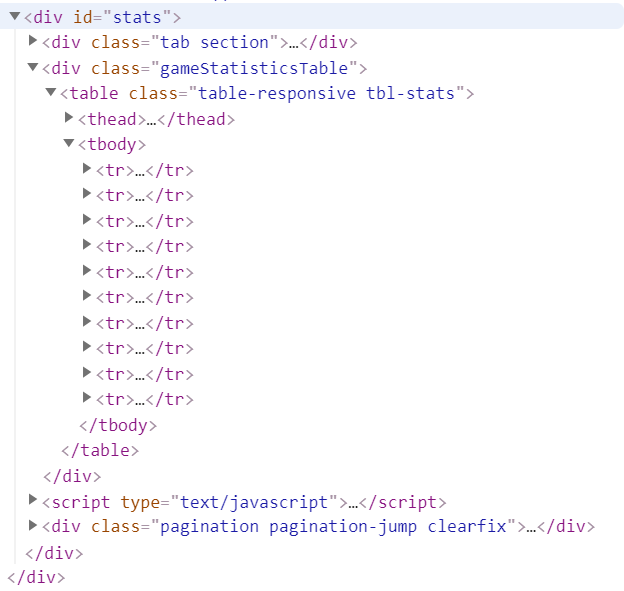 <div id="stats">
<div class="tab section">…</div>
<div class="gameStatisticsTable">
<table class="table-responsive tbl-stats">
<thead>…</thead>
<tbody>
<tr>…</tr>
<tr>…</tr>
<tr>…</tr>
<tr>…</tr>
<tr>…</tr>
<tr>…</tr>
<tr>…</tr>
<tr>…</tr>
<tr>…</tr>
<tr>…</tr>
</tbody>
</table>
</div>
<script type="text/javascript">…</script>
<div class="pagination pagination-jump clearfix">…</div>
</div>
</div>